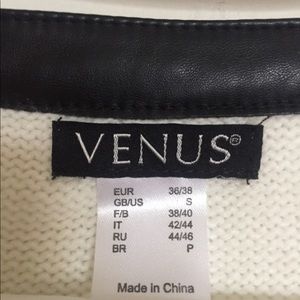 VENUS®
EUR 36/38
GB/US S
F/B 38/40
IT 42/44
RU 44/46
BR P
Made in China